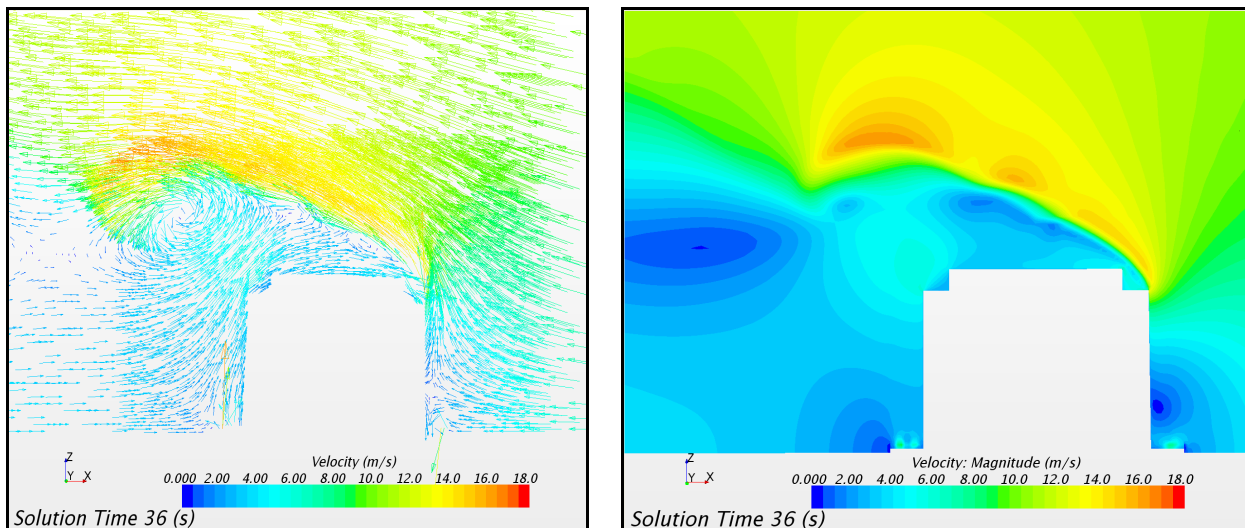 Z
Y X
Velocity (m/s)
0.000 2.00 4.00 6.00 8.00 10.0 12.0 14.0 16.0 18.0
Solution Time 36 (s)
Z
Y X
Velocity: Magnitude (m/s)
0.000 2.00 4.00 6.00 8.00 10.0 12.0 14.0 16.0 18.0
Solution Time 36 (s)